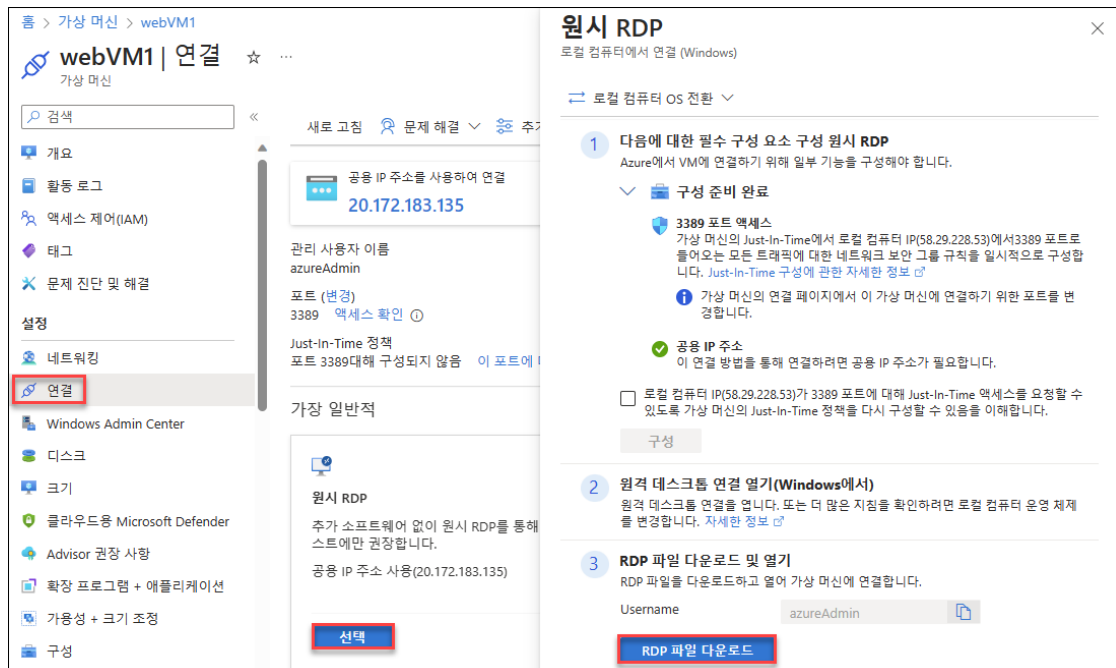 홈 > 가상 머신 > webVM1
webVM1 | 연결
가상 머신
검색
개요
활동 로그
액세스 제어(IAM)
태그
문제 진단 및 해결
설정
네트워킹
연결
Windows Admin Center
디스크
크기
클라우드용 Microsoft Defender
Advisor 권장 사항
확장 프로그램 + 애플리케이션
가용성 + 크기 조정
구성
새로 고침 문제 해결 추가
공용 IP 주소를 사용하여 연결
20.172.183.135
관리 사용자 이름
azureAdmin
포트 (변경)
3389 액세스 확인
Just-In-Time 정책
포트 3389대해 구성되지 않음 이 포트에
가장 일반적
원시 RDP
추가 소프트웨어 없이 원시 RDP를 통해
스트에만 권장합니다.
공용 IP 주소 사용(20.172.183.135)
선택
원시 RDP
로컬 컴퓨터에서 연결 (Windows)
로컬 컴퓨터 OS 전환
1 다음에 대한 필수 구성 요소 구성 원시 RDP
Azure에서 VM에 연결하기 위해 일부 기능을 구성해야 합니다.
구성 준비 완료
3389 포트 액세스
가상 머신의 Just-In-Time에서 로컬 컴퓨터 IP(58.29.228.53)에서3389 포트로
들어오는 모든 트래픽에 대한 네트워크 보안 그룹 규칙을 일시적으로 구성합
니다. Just-In-Time 구성에 관한 자세한 정보
가상 머신의 연결 페이지에서 이 가상 머신에 연결하기 위한 포트를 변
경합니다.
공용 IP 주소
이 연결 방법을 통해 연결하려면 공용 IP 주소가 필요합니다.
로컬 컴퓨터 IP(58.29.228.53)가 3389 포트에 대해 Just-In-Time 액세스를 요청할 수
있도록 가상 머신의 Just-In-Time 정책을 다시 구성할 수 있음을 이해합니다.
구성
2 원격 데스크톱 연결 열기(Windows에서)
원격 데스크톱 연결을 엽니다. 또는 더 많은 지침을 확인하려면 로컬 컴퓨터 운영 체제
를 변경합니다. 자세한 정보
3 RDP 파일 다운로드 및 열기
RDP 파일을 다운로드하고 열어 가상 머신에 연결합니다.
Username azureAdmin
RDP 파일 다운로드